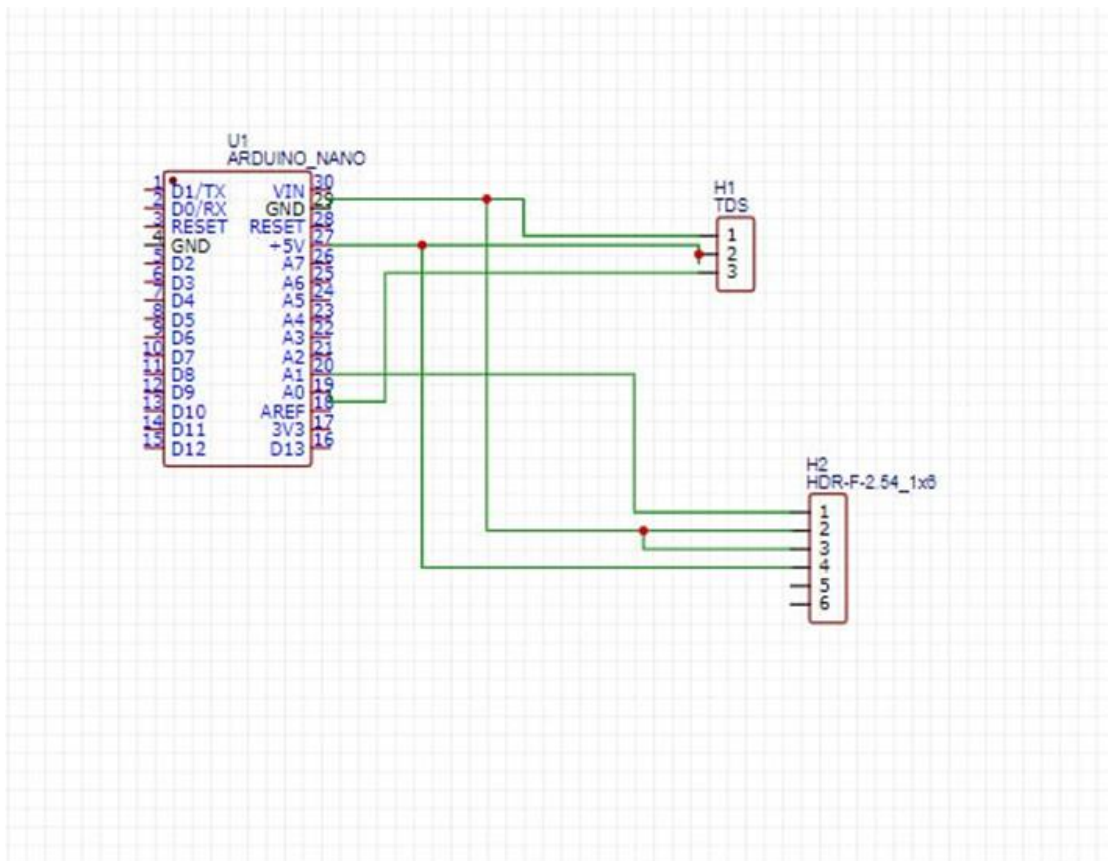 U1
ARDUINO_NANO
1 D1/TX VIN 30
2 D0/RX GND 29
3 RESET RESET 28
4 GND +5V 27
5 D2 A7 26
6 D3 A6 25
7 D4 A5 24
8 D5 A4 23
9 D6 A3 22
10 D7 A2 21
11 D8 A1 20
12 D9 A0 19
13 D10 AREF 18
14 D11 3V3 17
15 D12 D13 16
H1
TDS
1
2
3
H2
HDR-F-2.54_1x6
1
2
3
4
5
6